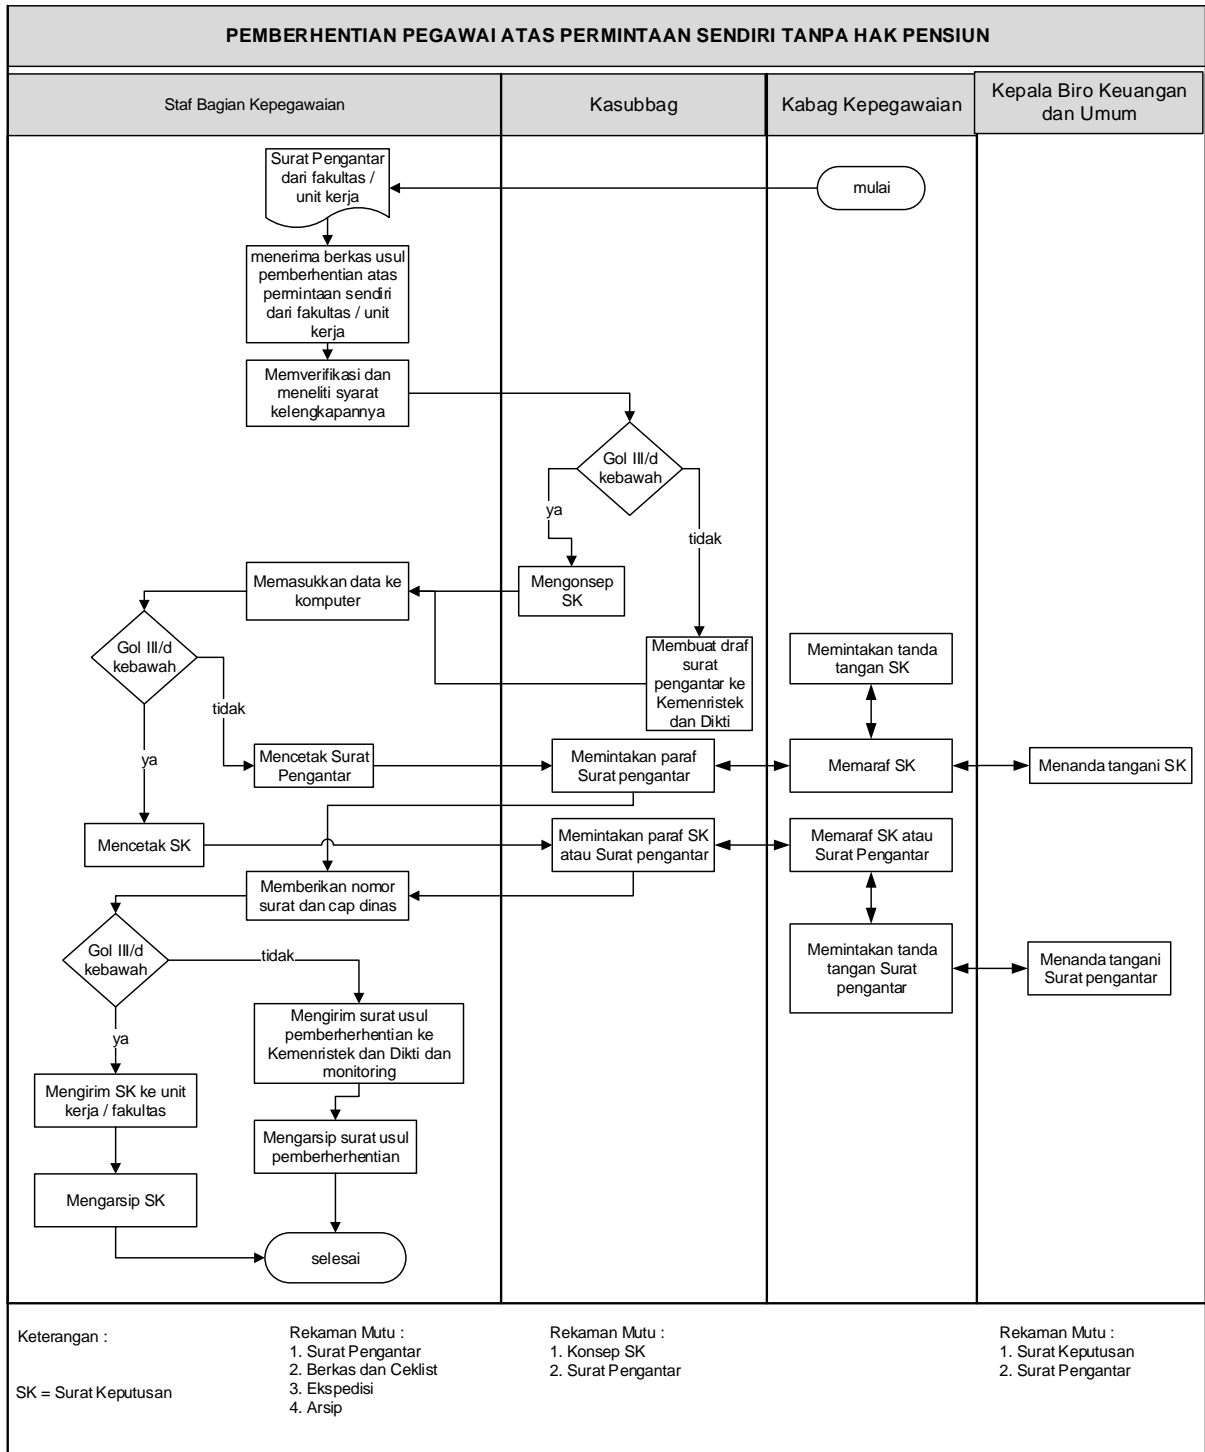 PEMBERHENTIAN PEGAWAI ATAS PERMINTAAN SENDIRI TANPA HAK PENSIUN
Staf Bagian Kepegawaian
Kasubbag
Kabag Kepegawaian
Kepala Biro Keuangan
dan Umum
Surat Pengantar
dari fakultas /
unit kerja
mulai
menerima berkas usul
pemberhentian atas
permintaan sendiri
dari fakultas / unit
kerja
Memverifikasi dan
meneliti syarat
kelengkapannya
Gol III/d
kebawah
ya
tidak
Memasukkan data ke
komputer
Mengonsep
SK
Gol III/d
kebawah
tidak
ya
Membuat draf
surat
pengantar ke
Kemenristek
dan Dikti
Memintakan tanda
tangan SK
Mencetak Surat
Pengantar
Memintakan paraf
Surat pengantar
Memaraf SK
Menanda tangani SK
Mencetak SK
Memintakan paraf SK
atau Surat pengantar
Memaraf SK atau
Surat Pengantar
Memberikan nomor
surat dan cap dinas
Gol III/d
kebawah
tidak
ya
Memintakan tanda
tangan Surat
pengantar
Menanda tangani
Surat pengantar
Mengirim surat usul
pemberherhentian ke
Kemenristek dan Dikti dan
monitoring
Mengirim SK ke unit
kerja / fakultas
Mengarsip surat usul
pemberherhentian
Mengarsip SK
selesai
Keterangan :
SK = Surat Keputusan
Rekaman Mutu :
1. Surat Pengantar
2. Berkas dan Ceklist
3. Ekspedisi
4. Arsip
Rekaman Mutu :
1. Konsep SK
2. Surat Pengantar
Rekaman Mutu :
1. Surat Keputusan
2. Surat Pengantar